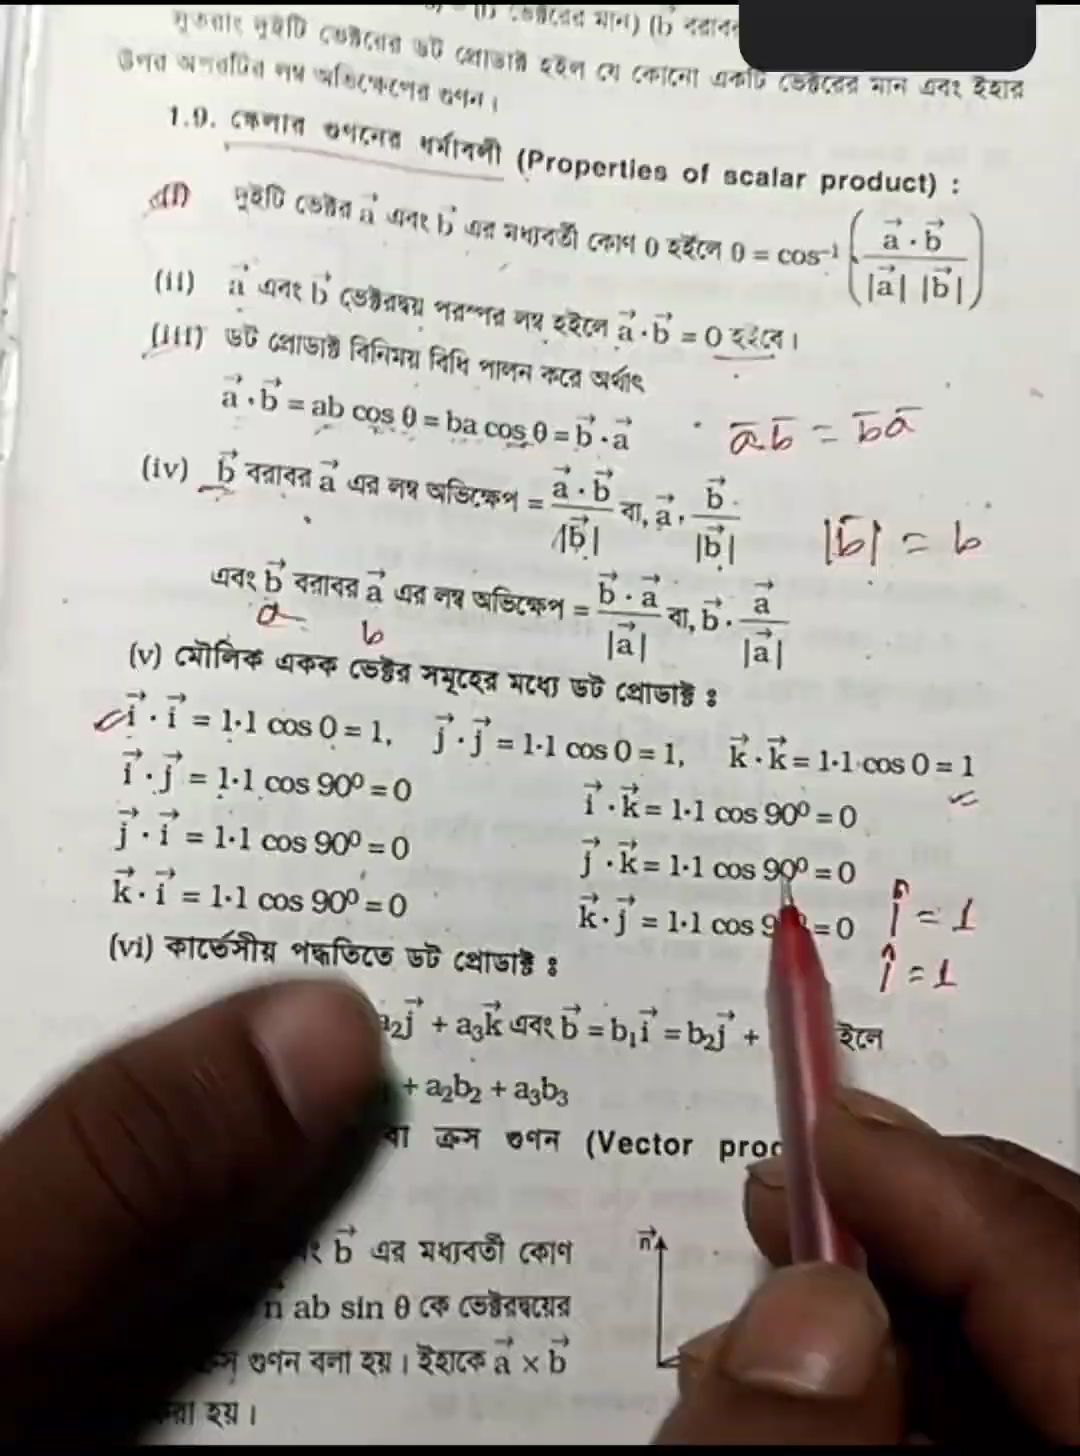 ভেক্টরের মান) (b⃗ বরাবর
সুতরাং দুইটি ভেক্টরের ডট প্রোডাক্ট হইল যে কোনো একটি ভেক্টরের মান এবং ইহার
উপর অপরটির লম্ব অভিক্ষেপের গুণন।
1.9. স্কেলার গুণনের ধর্মাবলী (Properties of scalar product) :
(i) দুইটি ভেক্টর a⃗ এবং b⃗ এর মধ্যবর্তী কোণ θ হইলে θ = cos⁻¹ (a⃗ · b⃗ / |a⃗| |b⃗|)
(ii) a⃗ এবং b⃗ ভেক্টরদ্বয় পরস্পর লম্ব হইলে a⃗ · b⃗ = 0 হইবে।
(iii) ডট প্রোডাক্ট বিনিময় বিধি পালন করে অর্থাৎ
a⃗ · b⃗ = ab cos θ = ba cos θ = b⃗ · a⃗ a̅ b̅ = b̅ a̅
(iv) b⃗ বরাবর a⃗ এর লম্ব অভিক্ষেপ = a⃗ · b⃗ / |b⃗| বা, a⃗ · b⃗ / |b⃗| |b̅| = b
এবং b⃗ বরাবর a⃗ এর লম্ব অভিক্ষেপ = b⃗ · a⃗ / |a⃗| বা, b⃗ · a⃗ / |a⃗|
a b
(v) মৌলিক একক ভেক্টর সমূহের মধ্যে ডট প্রোডাক্ট ঃ
i⃗ · i⃗ = 1·1 cos 0 = 1, j⃗ · j⃗ = 1·1 cos 0 = 1, k⃗ · k⃗ = 1·1 cos 0 = 1
i⃗ · j⃗ = 1·1 cos 90⁰ = 0 i⃗ · k⃗ = 1·1 cos 90⁰ = 0
j⃗ · i⃗ = 1·1 cos 90⁰ = 0 j⃗ · k⃗ = 1·1 cos 90⁰ = 0
k⃗ · i⃗ = 1·1 cos 90⁰ = 0 k⃗ · j⃗ = 1·1 cos 9 = 0 î = 1
î = 1
(vi) কার্তেসীয় পদ্ধতিতে ডট প্রোডাক্ট ঃ
a₂j⃗ + a₃k⃗ এবং b⃗ = b₁i⃗ = b₂j⃗ + ইলে
+ a₂b₂ + a₃b₃
বা ক্রস গুণন (Vector prod
b⃗ এর মধ্যবর্তী কোণ n⃗
n ab sin θ কে ভেক্টরদ্বয়ের
গুণন বলা হয়। ইহাকে a⃗ × b⃗
হয়।